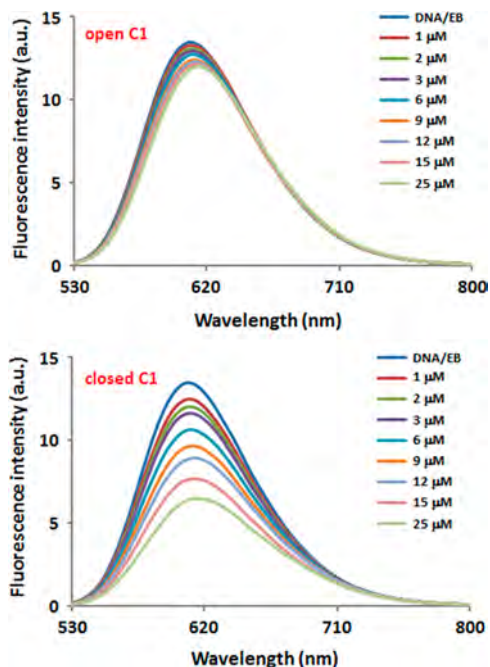 Fluorescence intensity (a.u.)
15
10
5
0
open C1
DNA/EB
1 μM
2 μM
3 μM
6 μM
9 μM
12 μM
15 μM
25 μM
530
620
710
800
Wavelength (nm)
Fluorescence intensity (a.u.)
15
10
5
0
closed C1
DNA/EB
1 μM
2 μM
3 μM
6 μM
9 μM
12 μM
15 μM
25 μM
530
620
710
800
Wavelength (nm)